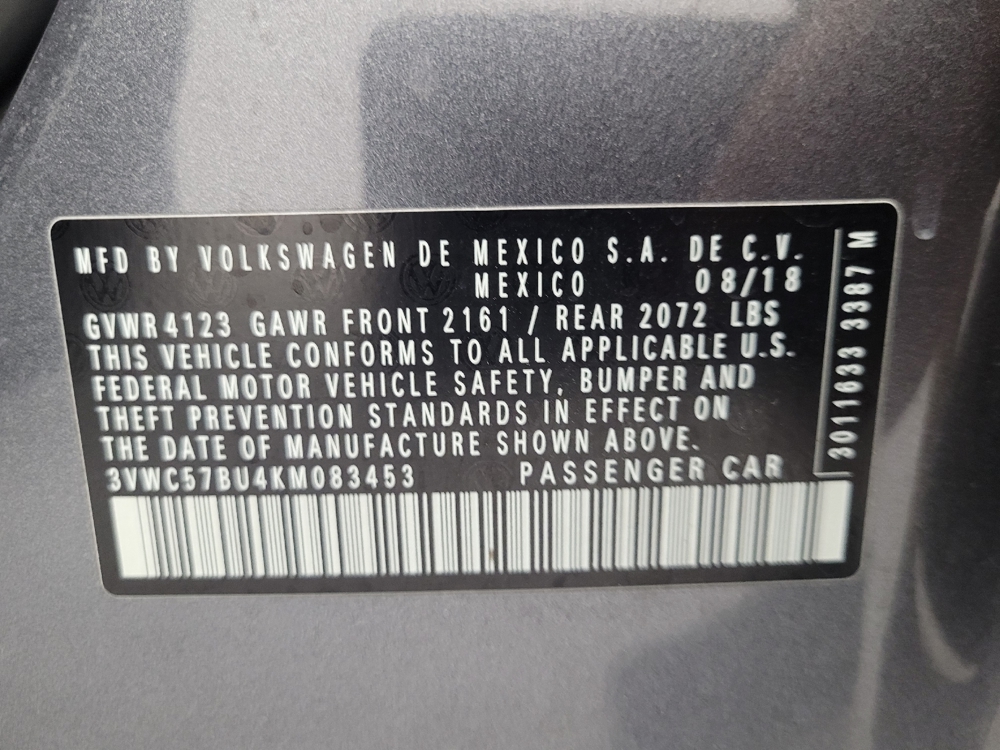 MFD BY VOLKSWAGEN DE MEXICO S.A. DE C.V.
MEXICO 08/18
GVWR 4123 GAWR FRONT 2161 / REAR 2072 LBS
THIS VEHICLE CONFORMS TO ALL APPLICABLE U.S.
FEDERAL MOTOR VEHICLE SAFETY, BUMPER AND
THEFT PREVENTION STANDARDS IN EFFECT ON
THE DATE OF MANUFACTURE SHOWN ABOVE.
3VWC57BU4KM083453 PASSENGER CAR
3011633 3387 M